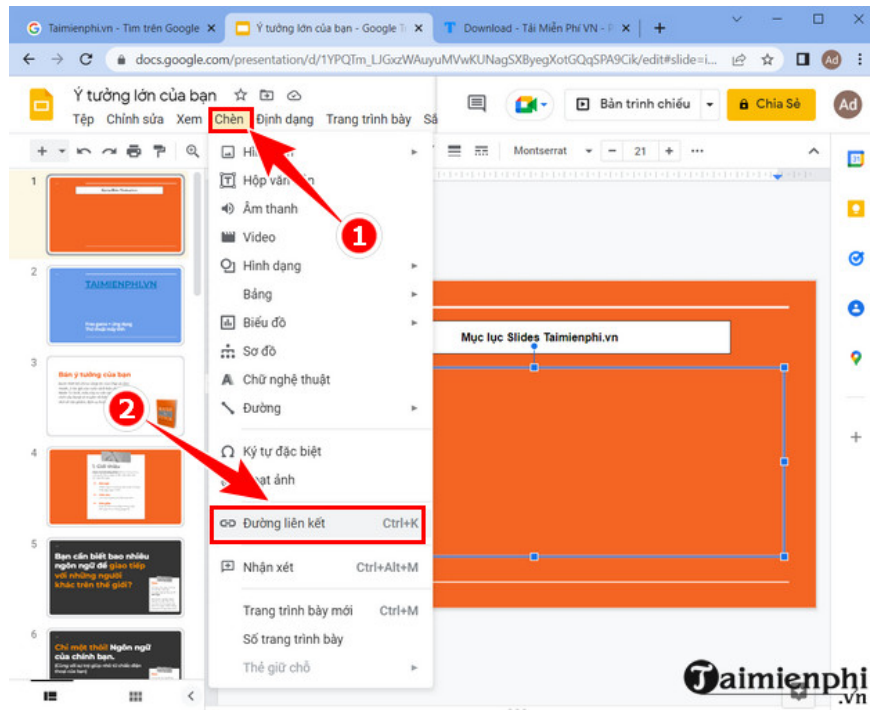 Taimienphi.vn - Tìm trên Google
Ý tưởng lớn của bạn - Google T
Download - Tải Miễn Phí VN - P
docs.google.com/presentation/d/1YPQTm_LJGxzWAuyuMVwKUNagSXByegXotGQqSPA9Cik/edit#slide=i...
Ad
Ý tưởng lớn của bạn
Tệp Chỉnh sửa Xem Chèn Định dạng Trang trình bày Sắ
Bản trình chiếu
Chia Sẻ
Ad
Montserrat
21
31
Hộp văn bản
Âm thanh
Video
Hình dạng
Bảng
Biểu đồ
Sơ đồ
Chữ nghệ thuật
Đường
Ký tự đặc biệt
Đường liên kết Ctrl+K
Nhận xét Ctrl+Alt+M
Trang trình bày mới Ctrl+M
Số trang trình bày
Thẻ giữ chỗ
1
2
1
2
TAIMIENPHI.VN
3
Bán ý tưởng của bạn
4
1. Giới thiệu
5
Bạn cần biết bao nhiêu
ngôn ngữ để giao tiếp
với những người
khác trên thế giới?
6
Chỉ một thôi! Ngôn ngữ
của chính bạn.
Mục lục Slides Taimienphi.vn
Taimienphi
.vn